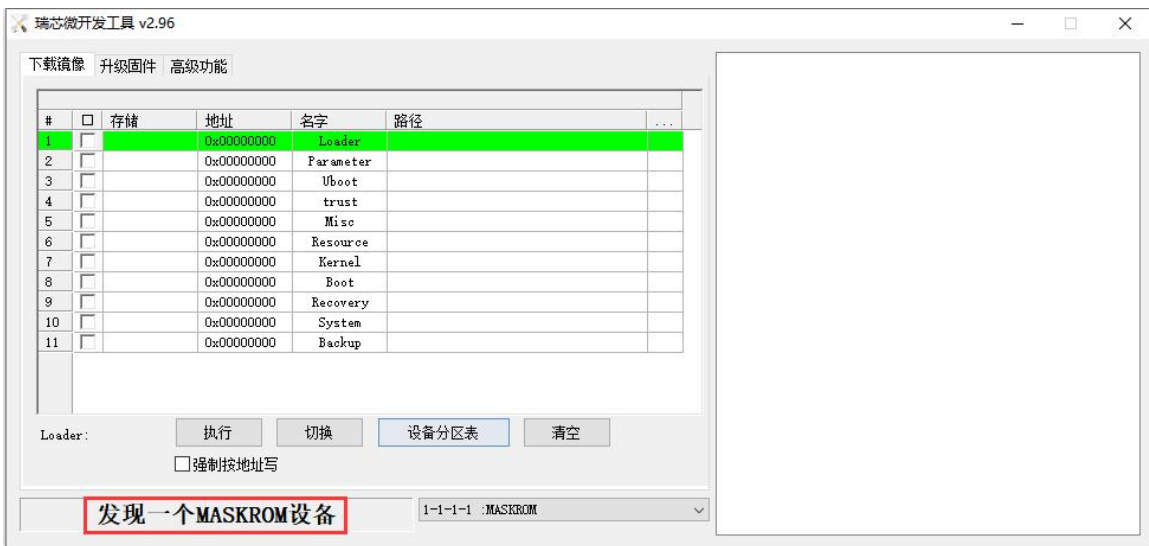 瑞芯微开发工具 v2.96
下载镜像 升级固件 高级功能
# 存储 地址 名字 路径 ...
1 0x00000000 Loader
2 0x00000000 Parameter
3 0x00000000 Uboot
4 0x00000000 trust
5 0x00000000 Misc
6 0x00000000 Resource
7 0x00000000 Kernel
8 0x00000000 Boot
9 0x00000000 Recovery
10 0x00000000 System
11 0x00000000 Backup
Loader: 执行 切换 设备分区表 清空
强制按地址写
发现一个MASKROM设备 1-1-1-1 :MASKROM